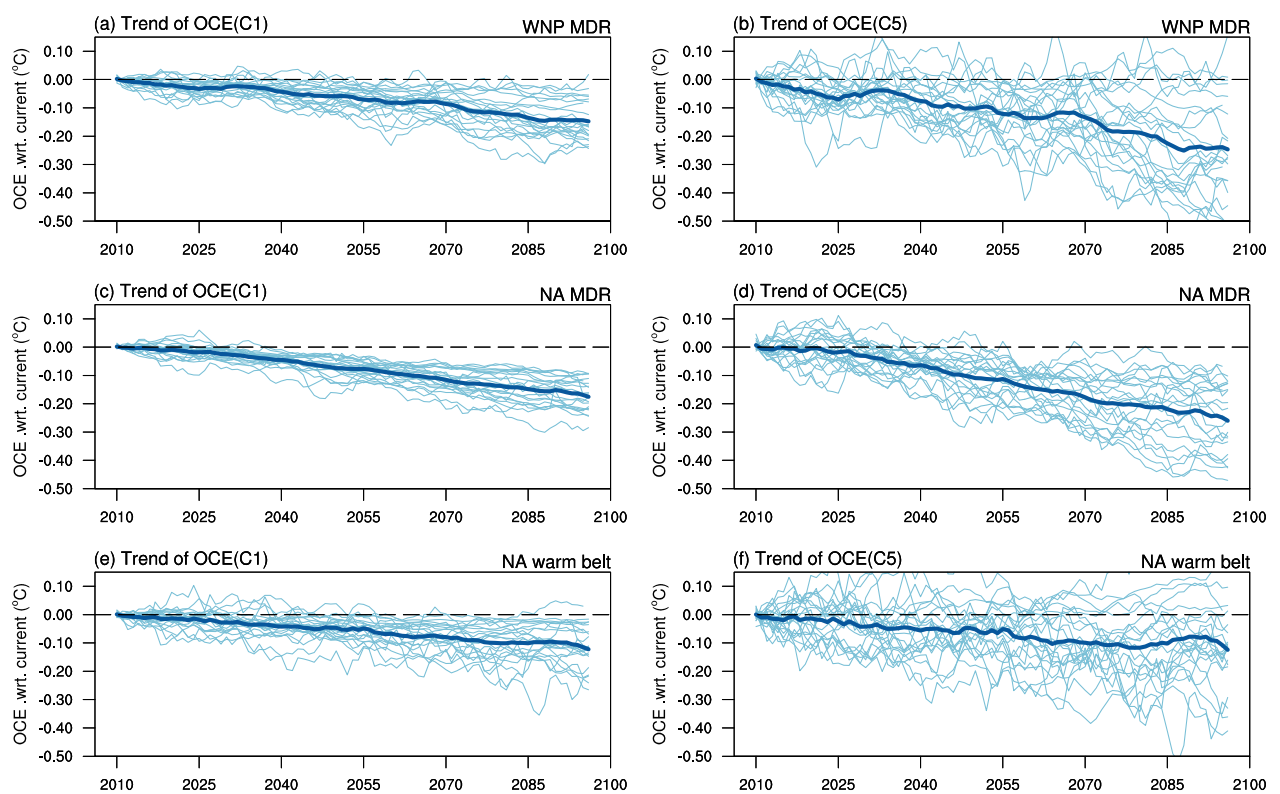 (a) Trend of OCE(C1) WNP MDR
OCE .wrt. current (°C)
0.10
0.00
-0.10
-0.20
-0.30
-0.40
-0.50
2010 2025 2040 2055 2070 2085 2100
(b) Trend of OCE(C5) WNP MDR
OCE .wrt. current (°C)
0.10
0.00
-0.10
-0.20
-0.30
-0.40
-0.50
2010 2025 2040 2055 2070 2085 2100
(c) Trend of OCE(C1) NA MDR
OCE .wrt. current (°C)
0.10
0.00
-0.10
-0.20
-0.30
-0.40
-0.50
2010 2025 2040 2055 2070 2085 2100
(d) Trend of OCE(C5) NA MDR
OCE .wrt. current (°C)
0.10
0.00
-0.10
-0.20
-0.30
-0.40
-0.50
2010 2025 2040 2055 2070 2085 2100
(e) Trend of OCE(C1) NA warm belt
OCE .wrt. current (°C)
0.10
0.00
-0.10
-0.20
-0.30
-0.40
-0.50
2010 2025 2040 2055 2070 2085 2100
(f) Trend of OCE(C5) NA warm belt
OCE .wrt. current (°C)
0.10
0.00
-0.10
-0.20
-0.30
-0.40
-0.50
2010 2025 2040 2055 2070 2085 2100